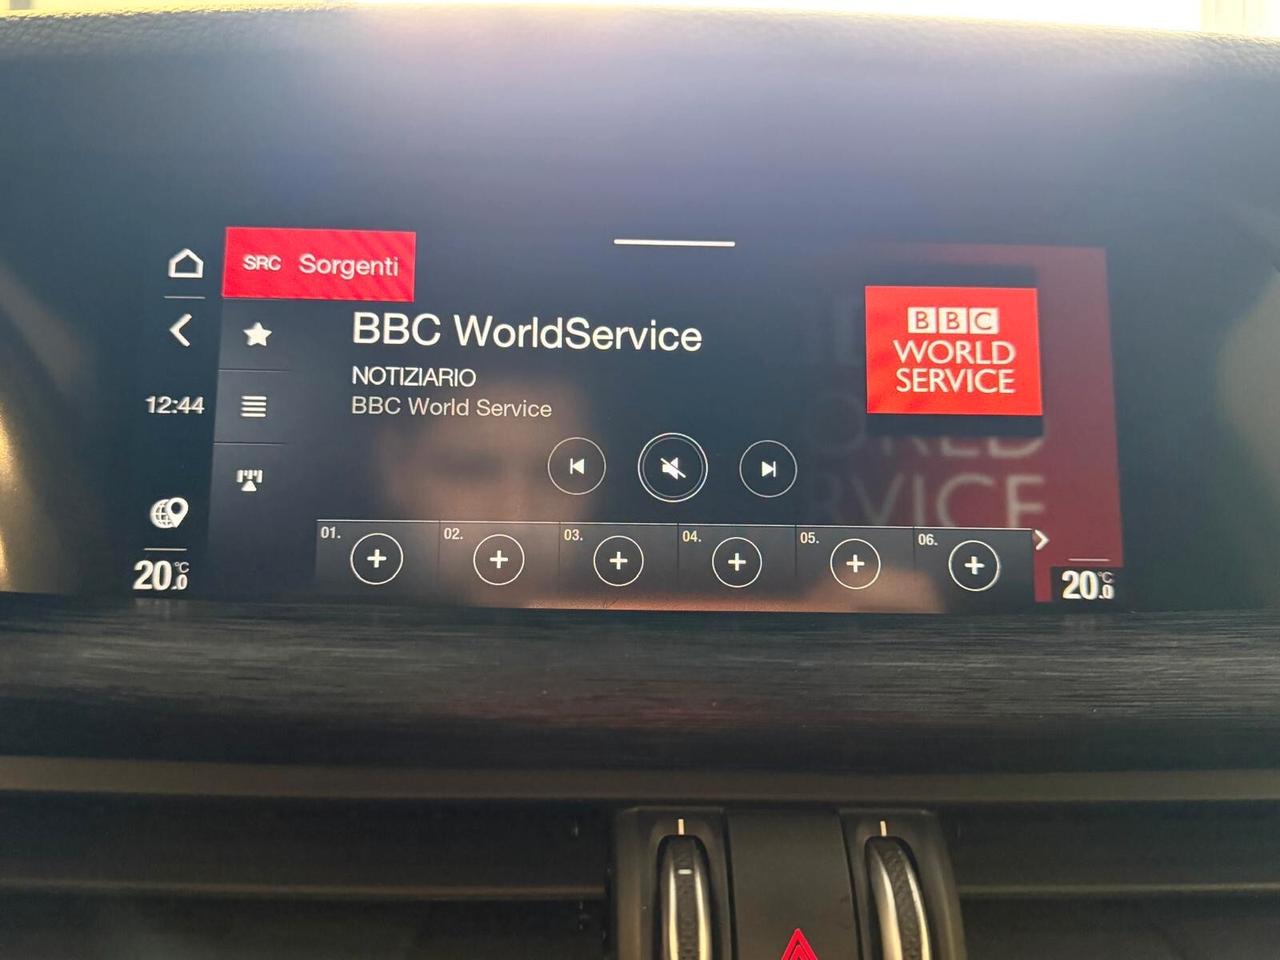 SRC Sorgenti
BBC WorldService
NOTIZIARIO
BBC World Service
12:44
BBC
WORLD
SERVICE
01.
02.
03.
04.
05.
06.
20.0°C
20.0°C